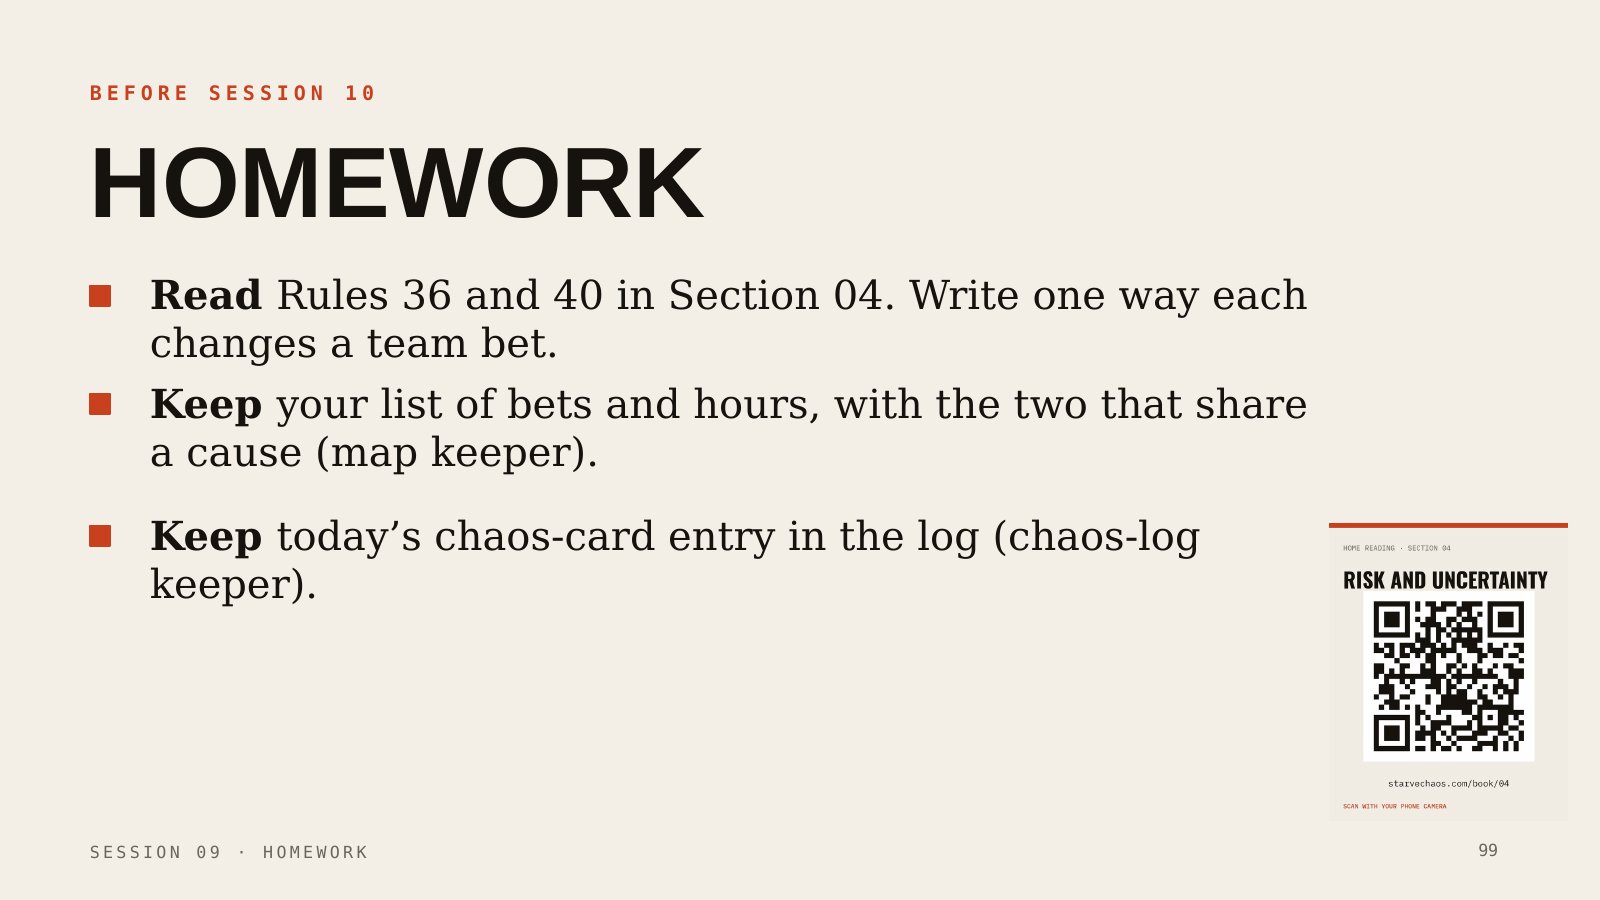 BEFORE SESSION 10
HOMEWORK
Read Rules 36 and 40 in Section 04. Write one way each
changes a team bet.
Keep your list of bets and hours, with the two that share
a cause (map keeper).
Keep today’s chaos-card entry in the log (chaos-log
keeper).
HOME READING · SECTION 04
RISK AND UNCERTAINTY
starvechaos.com/book/04
SCAN WITH YOUR PHONE CAMERA
SESSION 09 · HOMEWORK
99